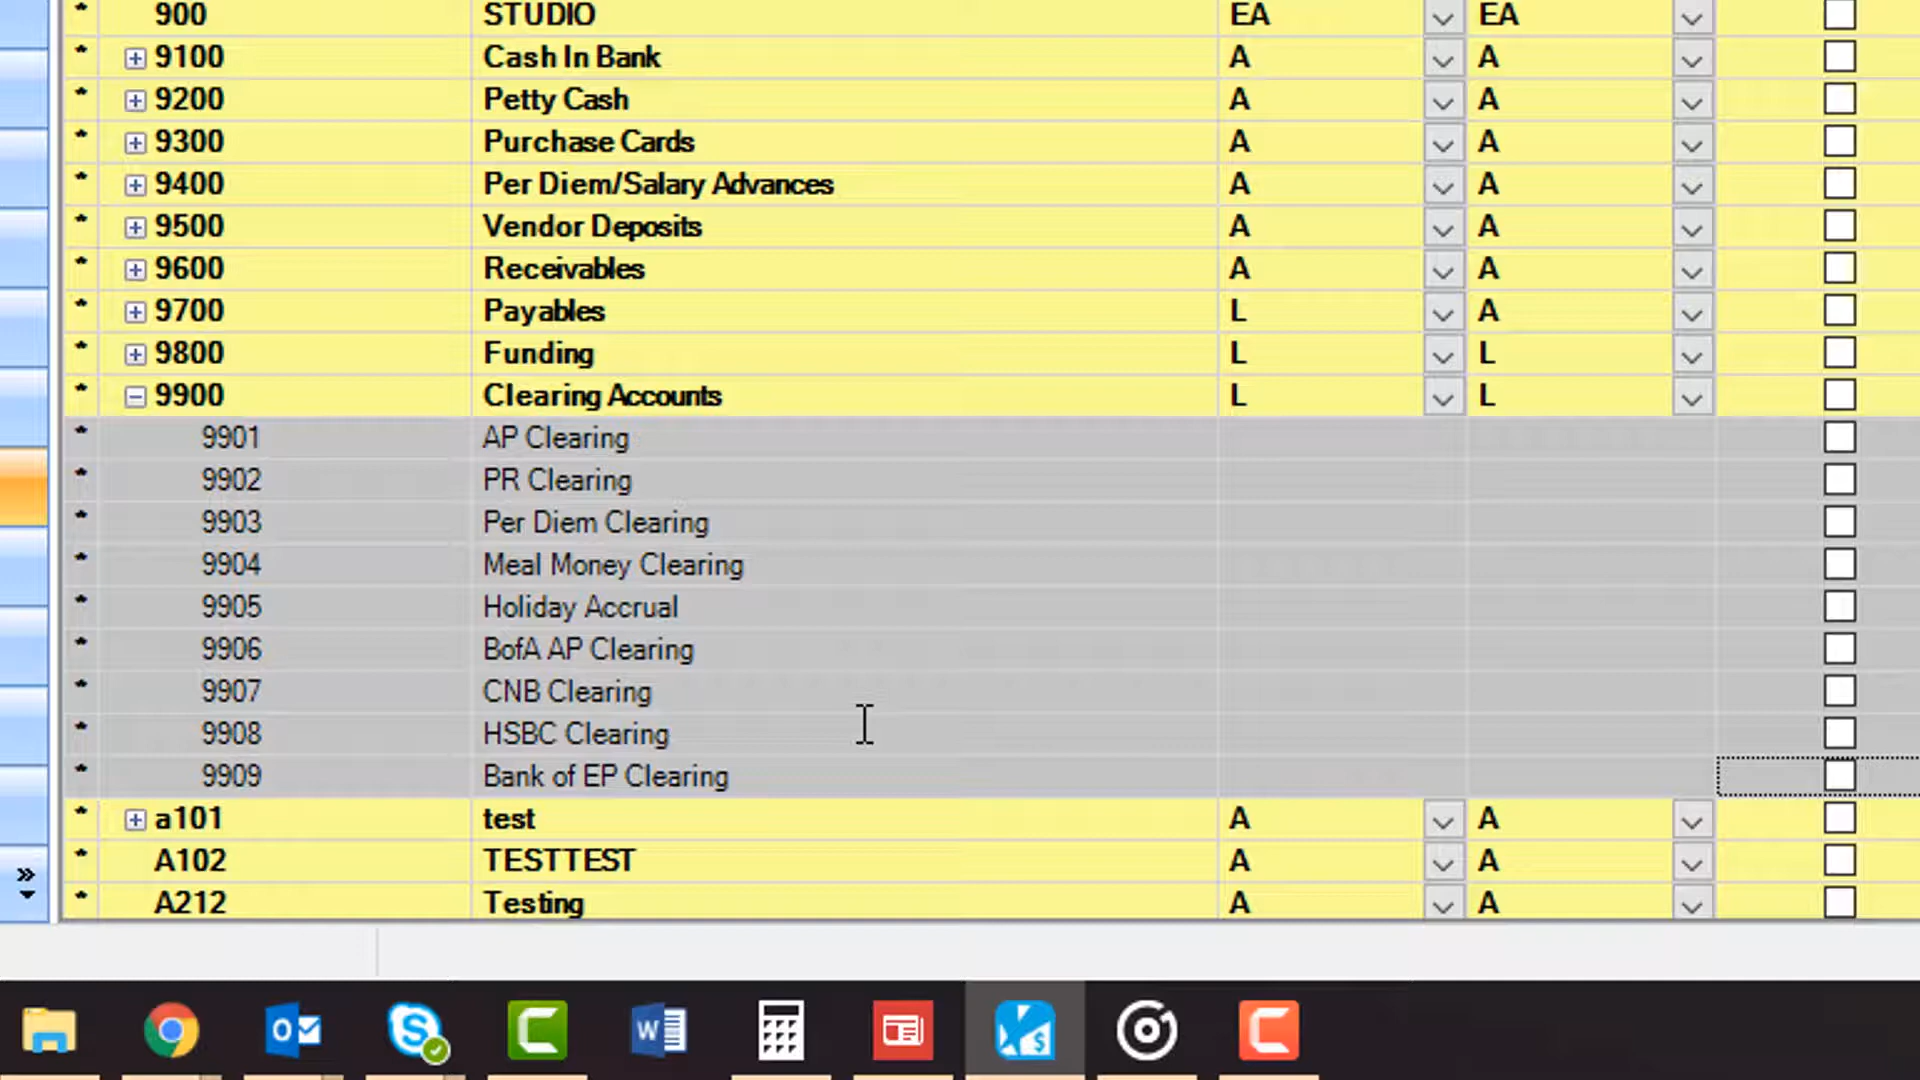 * 900 STUDIO EA EA
* 9100 Cash In Bank A A
* 9200 Petty Cash A A
* 9300 Purchase Cards A A
* 9400 Per Diem/Salary Advances A A
* 9500 Vendor Deposits A A
* 9600 Receivables A A
* 9700 Payables L A
* 9800 Funding L L
* 9900 Clearing Accounts L L
* 9901 AP Clearing
* 9902 PR Clearing
* 9903 Per Diem Clearing
* 9904 Meal Money Clearing
* 9905 Holiday Accrual
* 9906 BofA AP Clearing
* 9907 CNB Clearing
* 9908 HSBC Clearing
* 9909 Bank of EP Clearing
* a101 test A A
* A102 TESTTEST A A
* A212 Testing A A